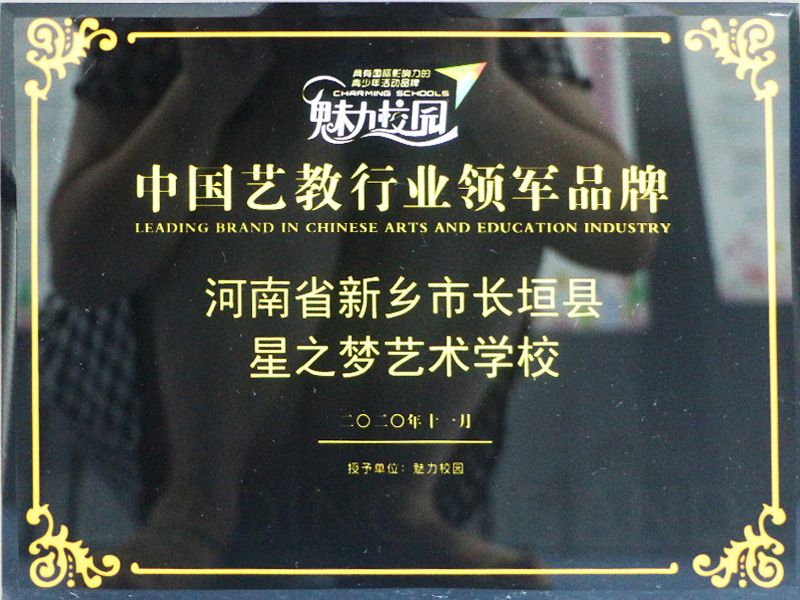 具有国际影响力的
青少年活动品牌
CHARMING SCHOOLS
魅力校园
中国艺教行业领军品牌
LEADING BRAND IN CHINESE ARTS AND EDUCATION INDUSTRY
河南省新乡市长垣县
星之梦艺术学校
二〇二〇年十一月
授予单位：魅力校园